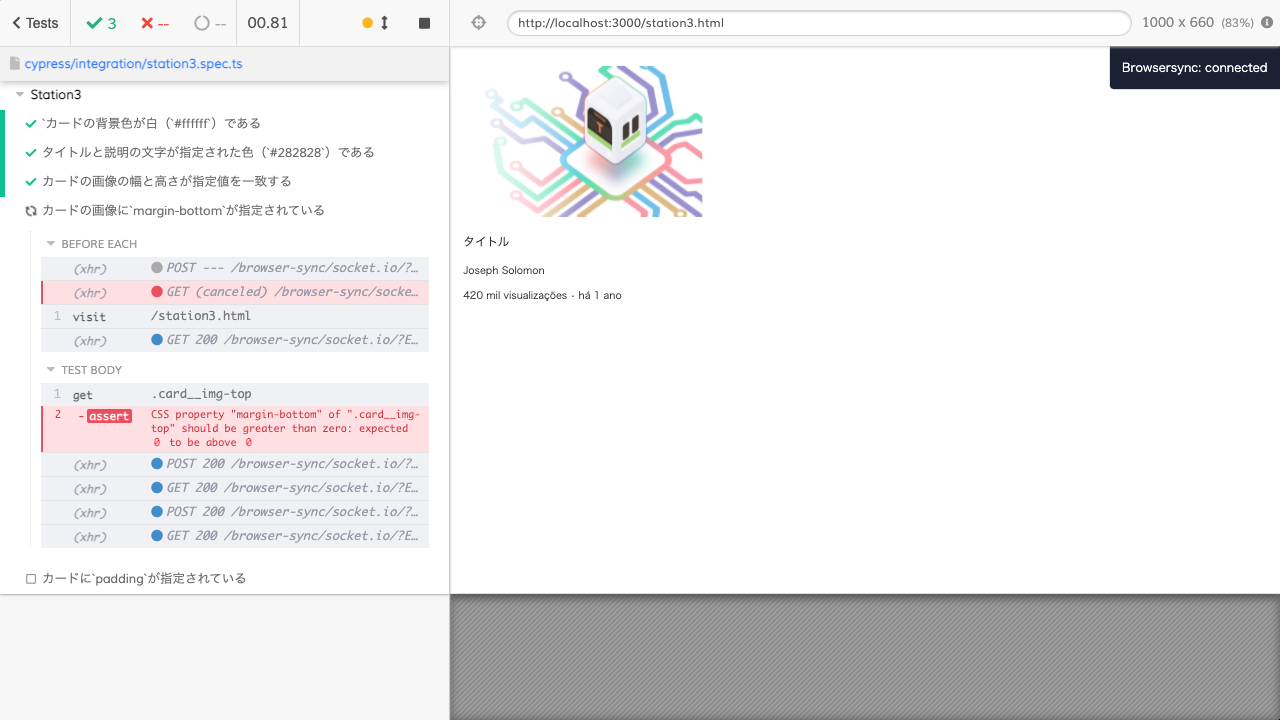 Tests
3
--
--
00.81
http://localhost:3000/station3.html
1000 x 660 (83%)
cypress/integration/station3.spec.ts
Browsersync: connected
Station3
`カードの背景色が白（`#ffffff`）である
タイトルと説明の文字が指定された色（`#282828`）である
カードの画像の幅と高さが指定値を一致する
カードの画像に`margin-bottom`が指定されている
BEFORE EACH
(xhr) POST --- /browser-sync/socket.io/?…
(xhr) GET (canceled) /browser-sync/socke…
1 visit /station3.html
(xhr) GET 200 /browser-sync/socket.io/?E…
TEST BODY
1 get .card__img-top
2 -assert CSS property "margin-bottom" of ".card__img-
top" should be greater than zero: expected
0 to be above 0
(xhr) POST 200 /browser-sync/socket.io/?…
(xhr) GET 200 /browser-sync/socket.io/?E…
(xhr) POST 200 /browser-sync/socket.io/?…
(xhr) GET 200 /browser-sync/socket.io/?E…
カードに`padding`が指定されている
T
タイトル
Joseph Solomon
420 mil visualizações · há 1 ano